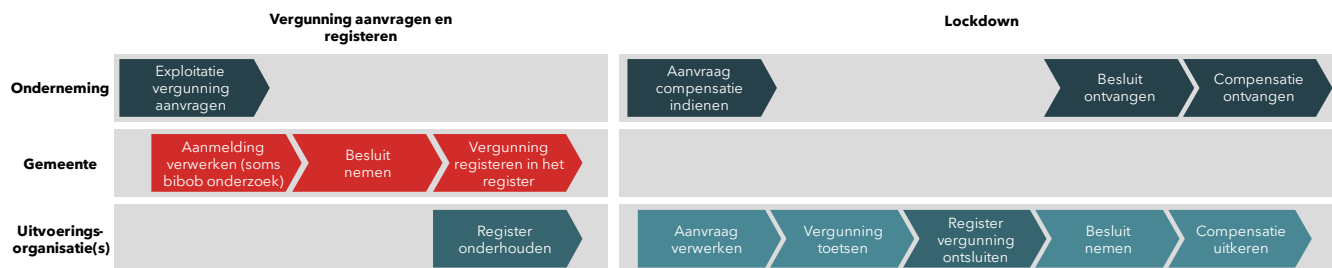 Vergunning aanvragen en
registeren
Lockdown
Onderneming
Exploitatie
vergunning
aanvragen
Aanvraag
compensatie
indienen
Besluit
ontvangen
Compensatie
ontvangen
Gemeente
Aanmelding
verwerken (soms
bibob onderzoek)
Besluit
nemen
Vergunning
registeren in het
register
Uitvoerings-
organisatie(s)
Register
onderhouden
Aanvraag
verwerken
Vergunning
toetsen
Register
vergunning
ontsluiten
Besluit
nemen
Compensatie
uitkeren